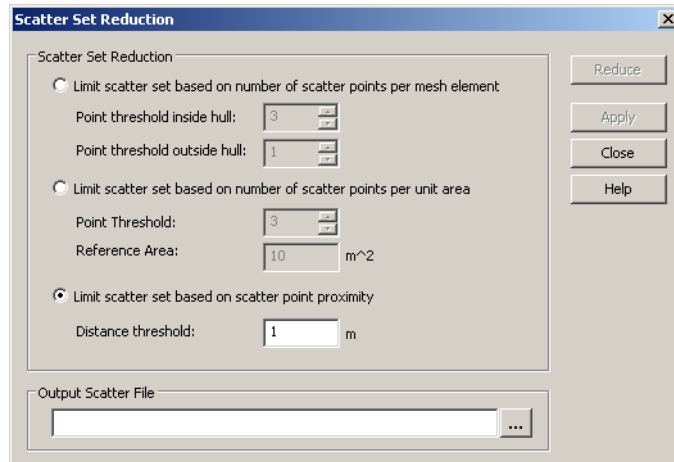 Scatter Set Reduction
Scatter Set Reduction
Limit scatter set based on number of scatter points per mesh element
Point threshold inside hull: 3
Point threshold outside hull: 1
Limit scatter set based on number of scatter points per unit area
Point Threshold: 3
Reference Area: 10 m^2
Limit scatter set based on scatter point proximity
Distance threshold: 1 m
Output Scatter File
...
Reduce
Apply
Close
Help